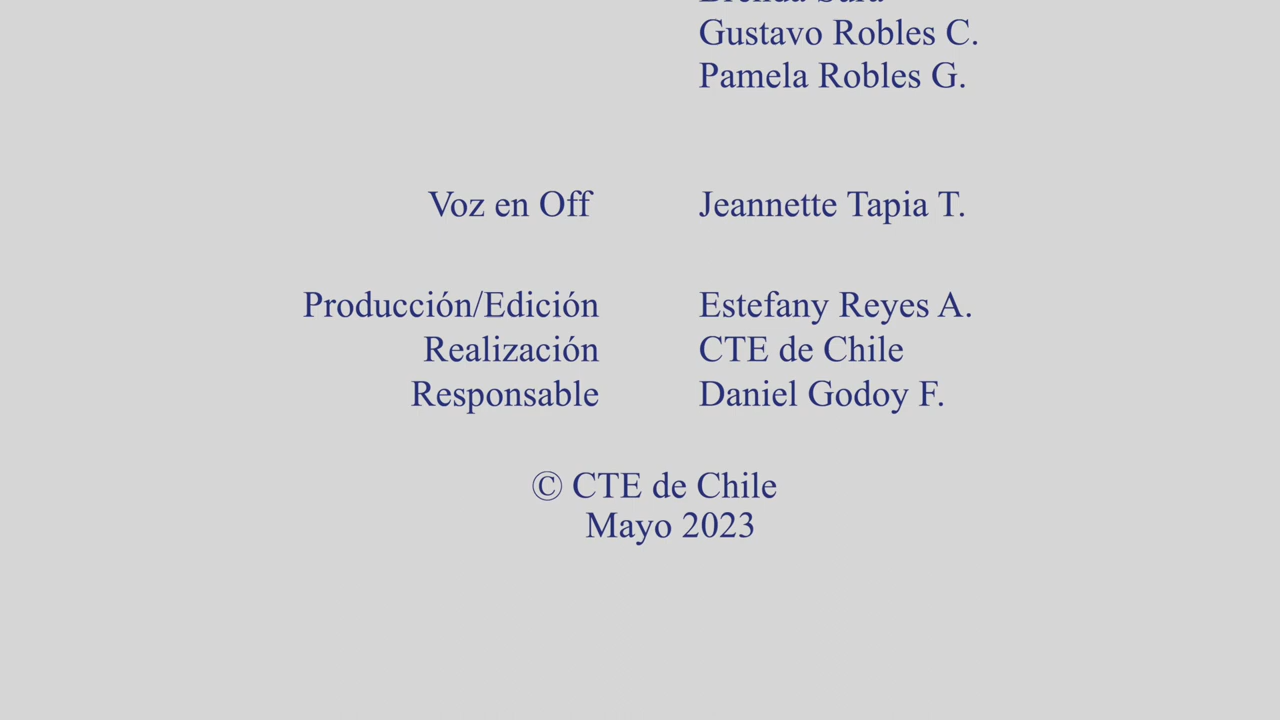 Gustavo Robles C.
Pamela Robles G.
Voz en Off Jeannette Tapia T.
Producción/Edición Estefany Reyes A.
Realización CTE de Chile
Responsable Daniel Godoy F.
© CTE de Chile
Mayo 2023